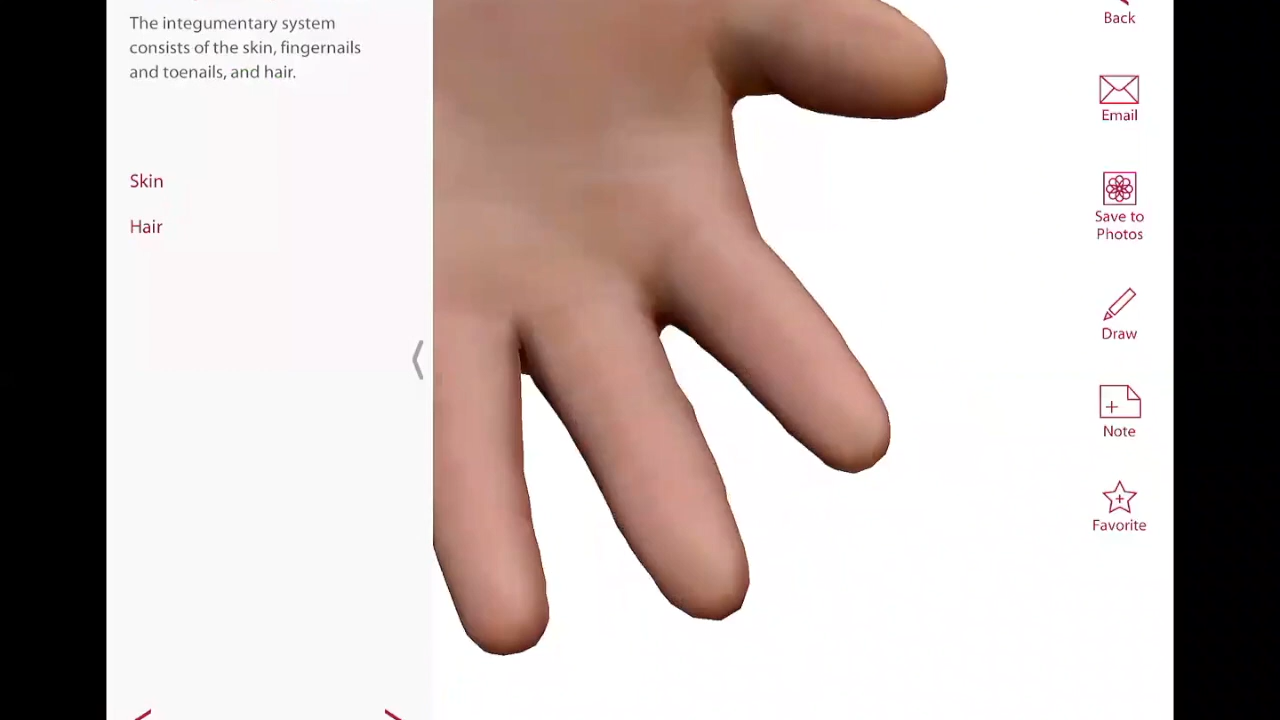 The integumentary system
consists of the skin, fingernails
and toenails, and hair.
Skin
Hair
Back
Email
Save to
Photos
Draw
Note
Favorite